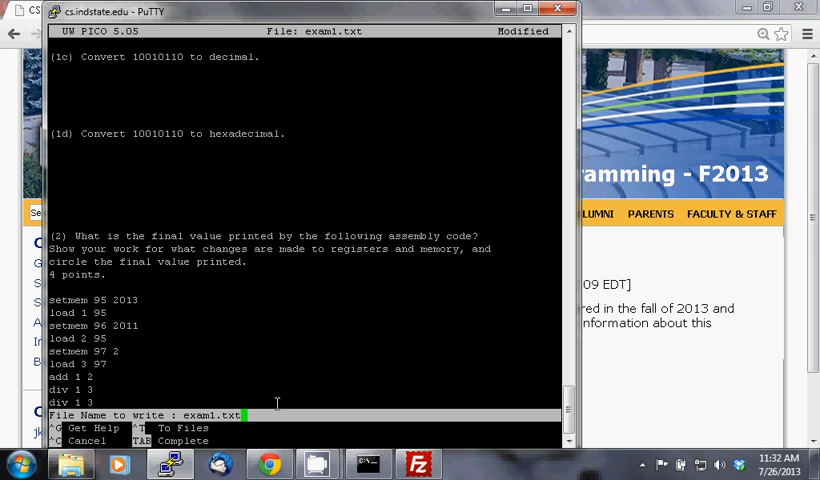 cs.indstate.edu - PuTTY
UW PICO 5.05 File: exam1.txt Modified
(1c) Convert 10010110 to decimal.
(1d) Convert 10010110 to hexadecimal.
(2) What is the final value printed by the following assembly code?
Show your work for what changes are made to registers and memory, and
circle the final value printed.
4 points.
setmem 95 2013
load 1 95
setmem 96 2011
load 2 95
setmem 97 2
load 3 97
add 1 2
div 1 3
div 1 3
File Name to write : exam1.txt
^G Get Help ^T To Files
^C Cancel TAB Complete
ramming - F2013
LUMNI PARENTS FACULTY & STAFF
09 EDT]
red in the fall of 2013 and
nformation about this
11:32 AM
7/26/2013